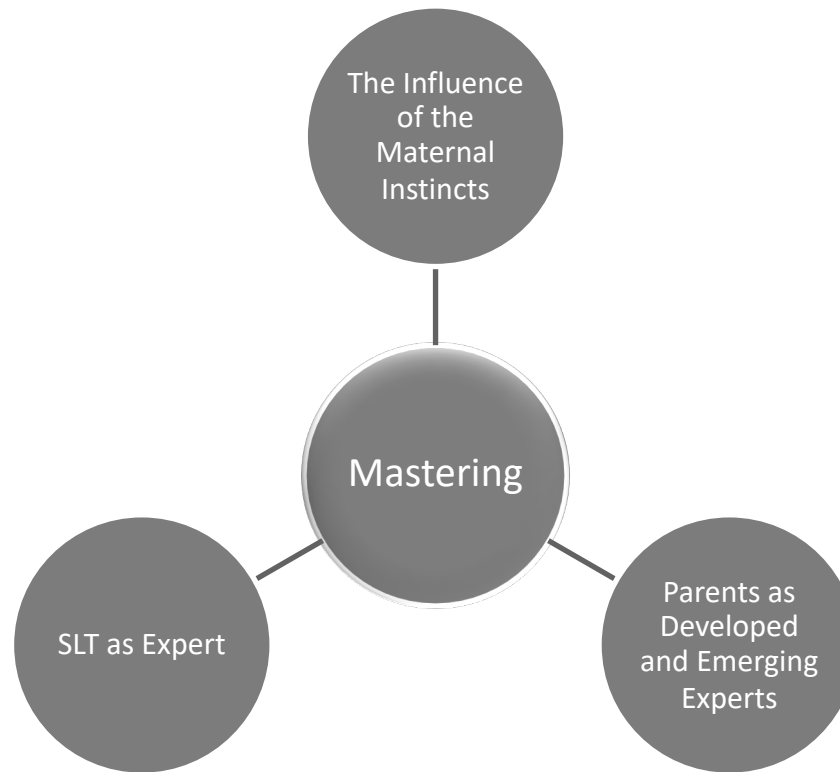 The Influence
of the
Maternal
Instincts
Mastering
SLT as Expert
Parents as
Developed
and Emerging
Experts